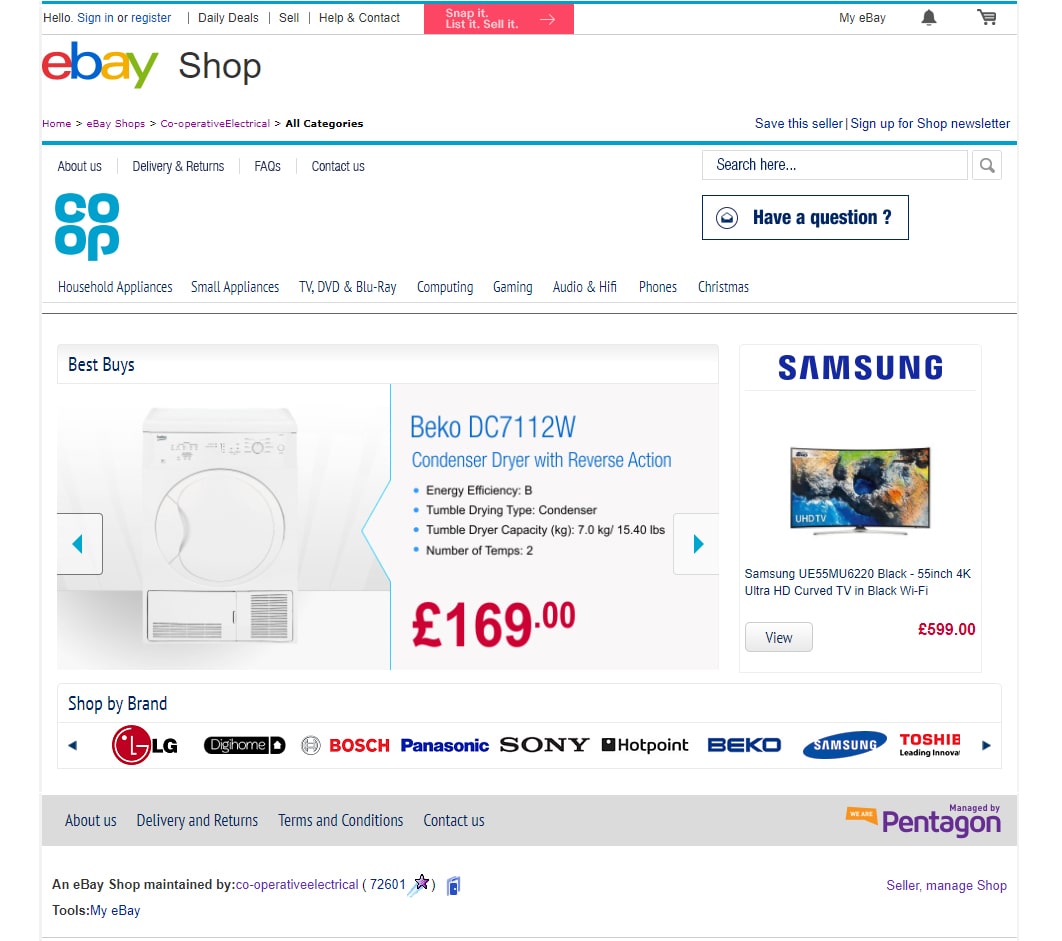 Hello. Sign in or register | Daily Deals | Sell | Help & Contact
Snap it.
List it. Sell it.
My eBay
ebay Shop
Home > eBay Shops > Co-operativeElectrical > All Categories
Save this seller | Sign up for Shop newsletter
About us | Delivery & Returns | FAQs | Contact us
Search here...
CO
OP
Have a question ?
Household Appliances Small Appliances TV, DVD & Blu-Ray Computing Gaming Audio & Hifi Phones Christmas
Best Buys
Beko DC7112W
Condenser Dryer with Reverse Action
• Energy Efficiency: B
• Tumble Drying Type: Condenser
• Tumble Dryer Capacity (kg): 7.0 kg/ 15.40 lbs
• Number of Temps: 2
£169.00
SAMSUNG
UHD TV
Samsung UE55MU6220 Black - 55inch 4K
Ultra HD Curved TV in Black Wi-Fi
View
£599.00
Shop by Brand
LG Digihome BOSCH Panasonic SONY Hotpoint BEKO SAMSUNG TOSHIB
Leading Innova
About us Delivery and Returns Terms and Conditions Contact us
WE ARE Managed by
Pentagon
An eBay Shop maintained by:co-operativeelectrical ( 72601 )
Seller, manage Shop
Tools:My eBay